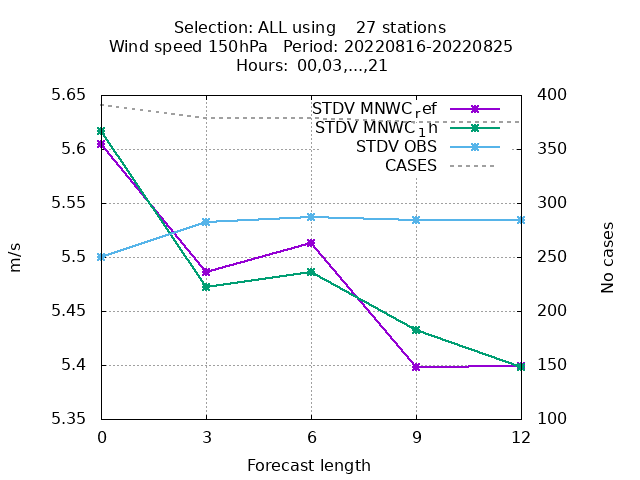 Selection: ALL using    27 stations
Wind speed 150hPa   Period: 20220816-20220825
Hours: 00,03,...,21
5.65
5.6
5.55
5.5
5.45
5.4
5.35
m/s
STDV MNWCref
STDV MNWC1h
STDV OBS
CASES
400
350
300
250
200
150
100
No cases
0 3 6 9 12
Forecast length